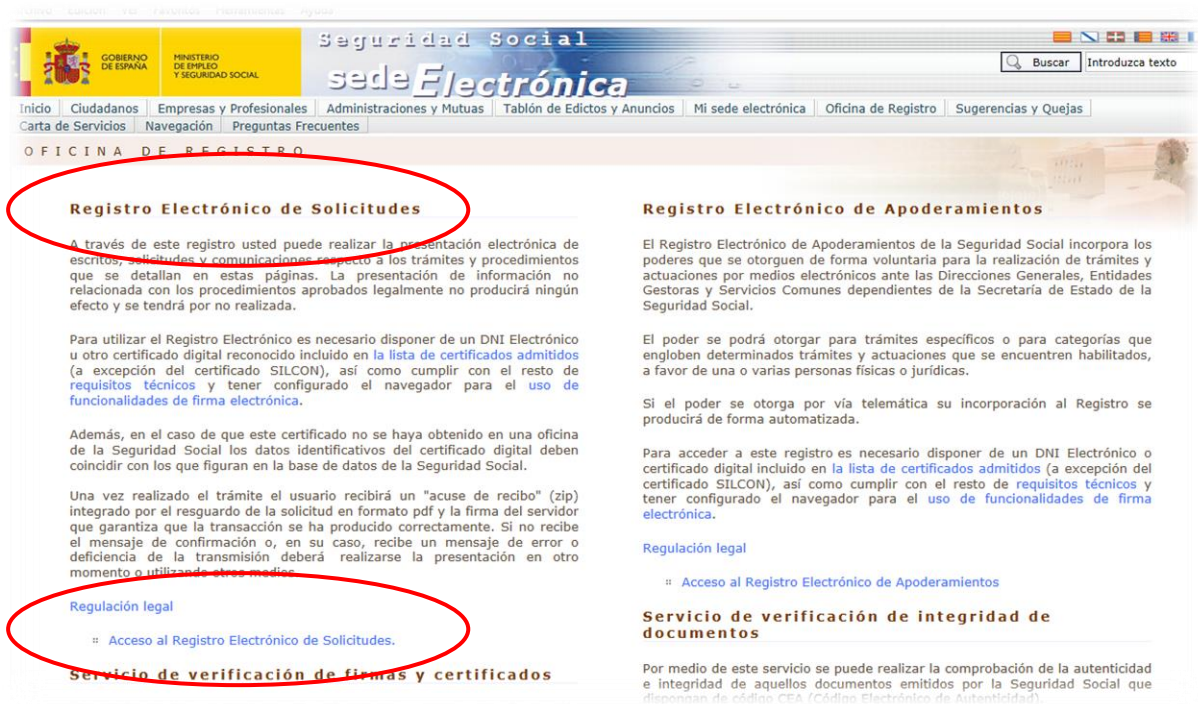 Archivo Edición Ver Favoritos Herramientas Ayuda
GOBIERNO
DE ESPAÑA
MINISTERIO
DE EMPLEO
Y SEGURIDAD SOCIAL
Seguridad Social
sede Electrónica
Buscar Introduzca texto
Inicio Ciudadanos Empresas y Profesionales Administraciones y Mutuas Tablón de Edictos y Anuncios Mi sede electrónica Oficina de Registro Sugerencias y Quejas
Carta de Servicios Navegación Preguntas Frecuentes
OFICINA DE REGISTRO
Registro Electrónico de Solicitudes
A través de este registro usted puede realizar la presentación electrónica de
escritos, solicitudes y comunicaciones respecto a los trámites y procedimientos
que se detallan en estas páginas. La presentación de información no
relacionada con los procedimientos aprobados legalmente no producirá ningún
efecto y se tendrá por no realizada.
Para utilizar el Registro Electrónico es necesario disponer de un DNI Electrónico
u otro certificado digital reconocido incluido en la lista de certificados admitidos
(a excepción del certificado SILCON), así como cumplir con el resto de
requisitos técnicos y tener configurado el navegador para el uso de
funcionalidades de firma electrónica.
Además, en el caso de que este certificado no se haya obtenido en una oficina
de la Seguridad Social los datos identificativos del certificado digital deben
coincidir con los que figuran en la base de datos de la Seguridad Social.
Una vez realizado el trámite el usuario recibirá un "acuse de recibo" (zip)
integrado por el resguardo de la solicitud en formato pdf y la firma del servidor
que garantiza que la transacción se ha producido correctamente. Si no recibe
el mensaje de confirmación o, en su caso, recibe un mensaje de error o
deficiencia de la transmisión deberá realizarse la presentación en otro
momento o utilizando otros medios.
Regulación legal
Acceso al Registro Electrónico de Solicitudes.
Servicio de verificación de firmas y certificados
Registro Electrónico de Apoderamientos
El Registro Electrónico de Apoderamientos de la Seguridad Social incorpora los
poderes que se otorguen de forma voluntaria para la realización de trámites y
actuaciones por medios electrónicos ante las Direcciones Generales, Entidades
Gestoras y Servicios Comunes dependientes de la Secretaría de Estado de la
Seguridad Social.
El poder se podrá otorgar para trámites específicos o para categorías que
engloben determinados trámites y actuaciones que se encuentren habilitados,
a favor de una o varias personas físicas o jurídicas.
Si el poder se otorga por vía telemática su incorporación al Registro se
producirá de forma automatizada.
Para acceder a este registro es necesario disponer de un DNI Electrónico o
certificado digital incluido en la lista de certificados admitidos (a excepción del
certificado SILCON), así como cumplir con el resto de requisitos técnicos y
tener configurado el navegador para el uso de funcionalidades de firma
electrónica.
Regulación legal
Acceso al Registro Electrónico de Apoderamientos
Servicio de verificación de integridad de
documentos
Por medio de este servicio se puede realizar la comprobación de la autenticidad
e integridad de aquellos documentos emitidos por la Seguridad Social que
dispongan de código CEA (Código Electrónico de Autenticidad).